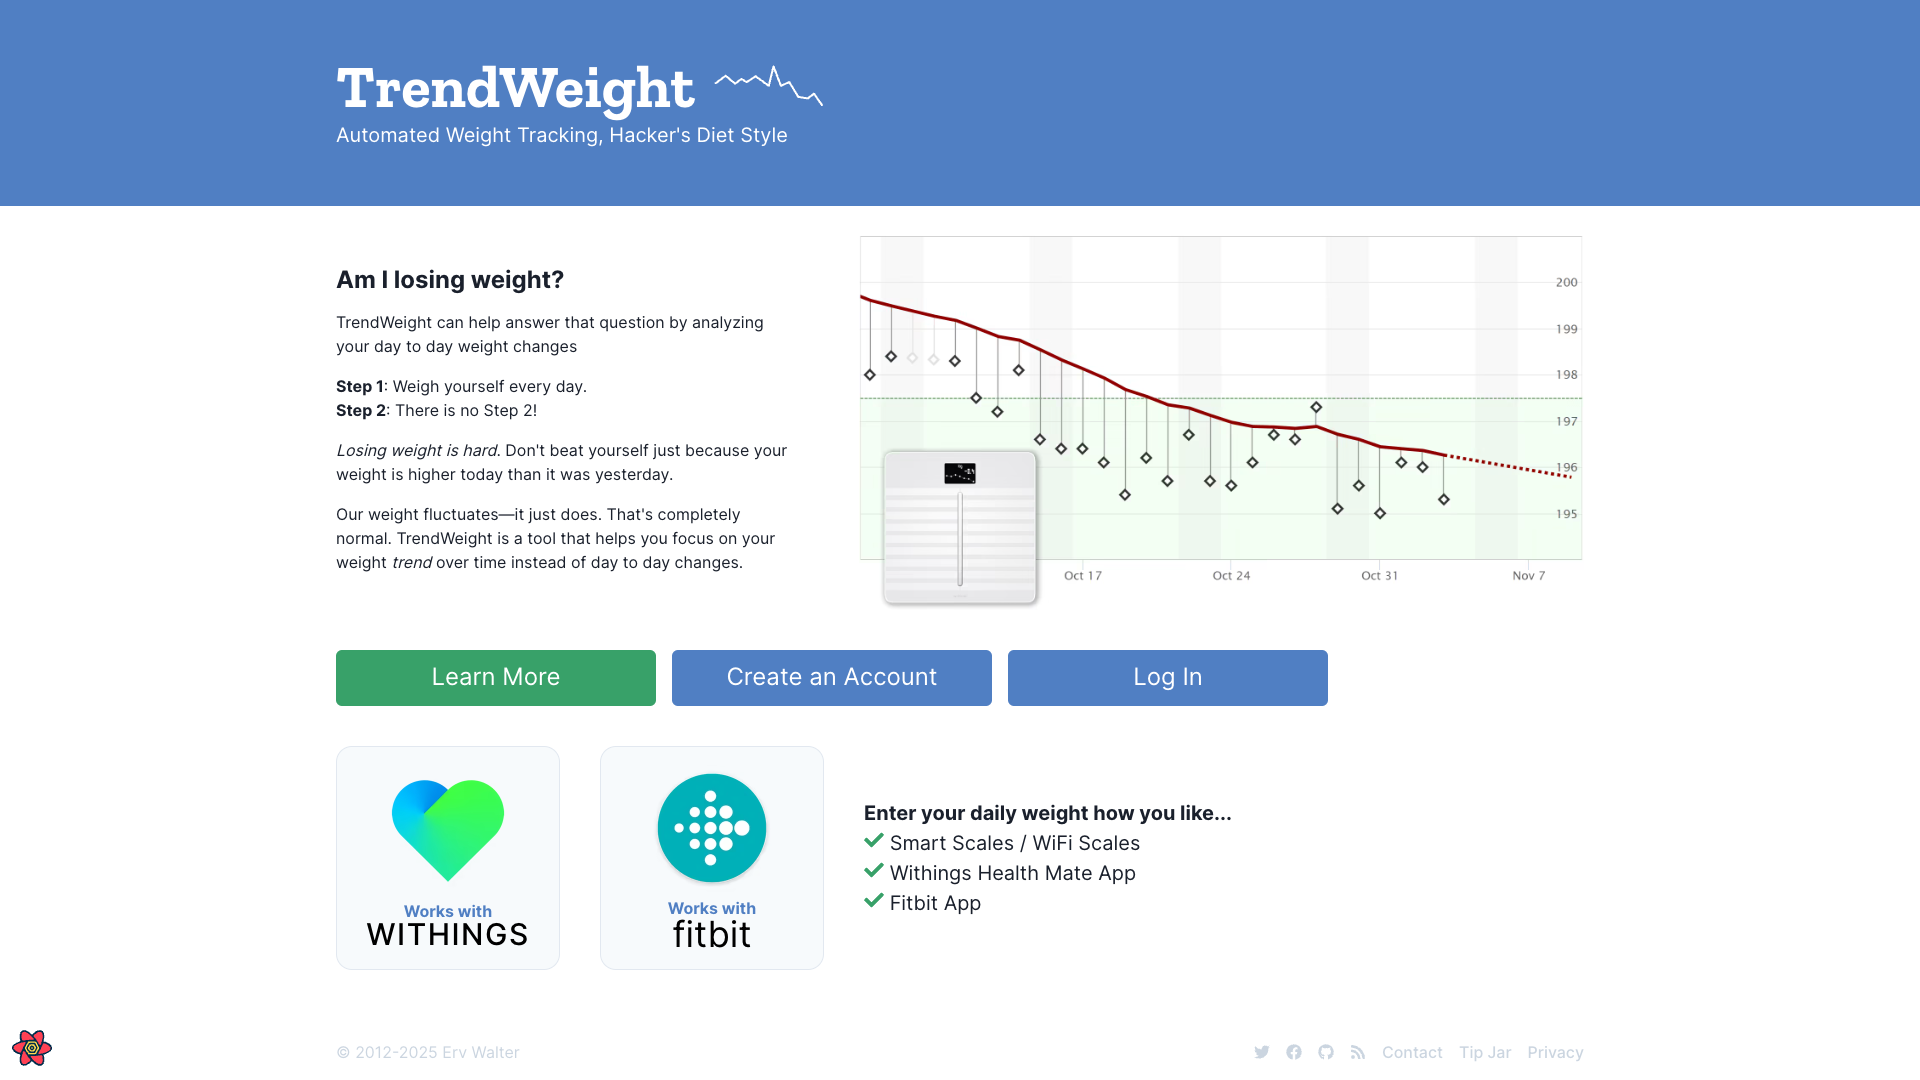 TrendWeight
Automated Weight Tracking, Hacker's Diet Style
Am I losing weight?
TrendWeight can help answer that question by analyzing
your day to day weight changes
Step 1: Weigh yourself every day.
Step 2: There is no Step 2!
Losing weight is hard. Don't beat yourself just because your
weight is higher today than it was yesterday.
Our weight fluctuates—it just does. That's completely
normal. TrendWeight is a tool that helps you focus on your
weight trend over time instead of day to day changes.
200
199
198
197
196
195
Oct 17
Oct 24
Oct 31
Nov 7
Learn More
Create an Account
Log In
Works with
WITHINGS
Works with
fitbit
Enter your daily weight how you like...
Smart Scales / WiFi Scales
Withings Health Mate App
Fitbit App
© 2012-2025 Erv Walter
Contact
Tip Jar
Privacy